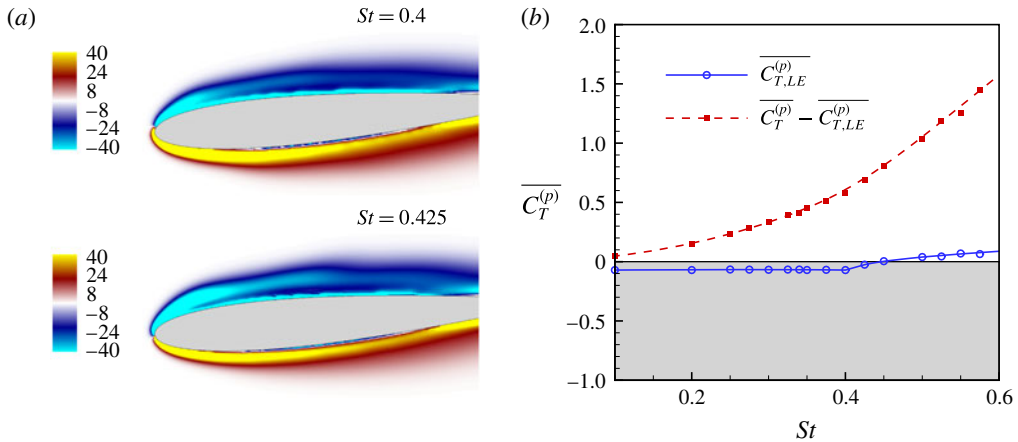 (a)
St = 0.4
40
24
8
−8
−24
−40
St = 0.425
40
24
8
−8
−24
−40
(b)
2.0
1.5
1.0
0.5
0
−0.5
−1.0
0.2
0.4
0.6
St
C_T^{(p)}
C_{T,LE}^{(p)}
C_T^{(p)} − C_{T,LE}^{(p)}